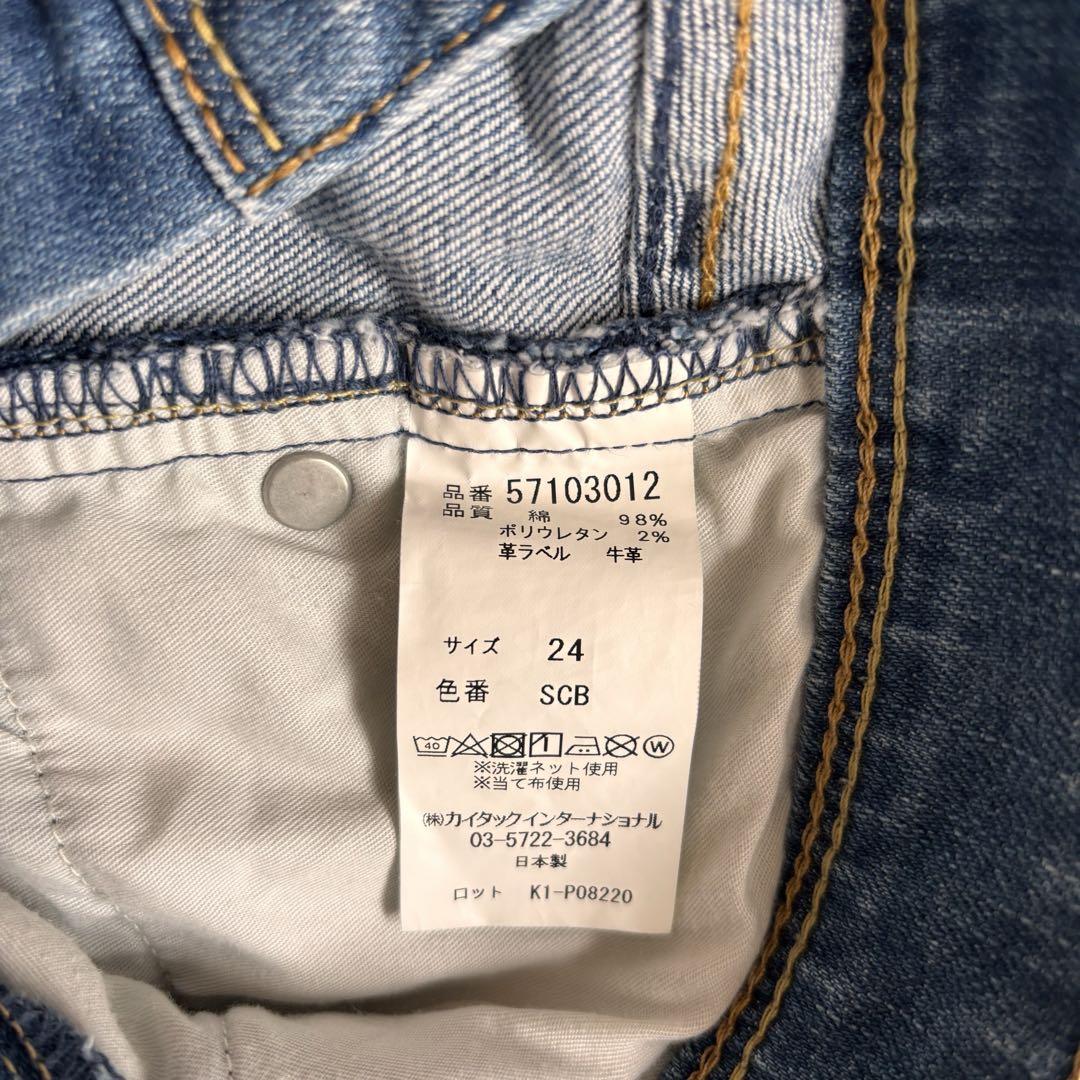 品番 57103012
品質 綿 98%
ポリウレタン 2%
革ラベル 牛革
サイズ 24
色番 SCB
40 W
※洗濯ネット使用
※当て布使用
㈱カイタックインターナショナル
03-5722-3684
日本製
ロット K1-P08220